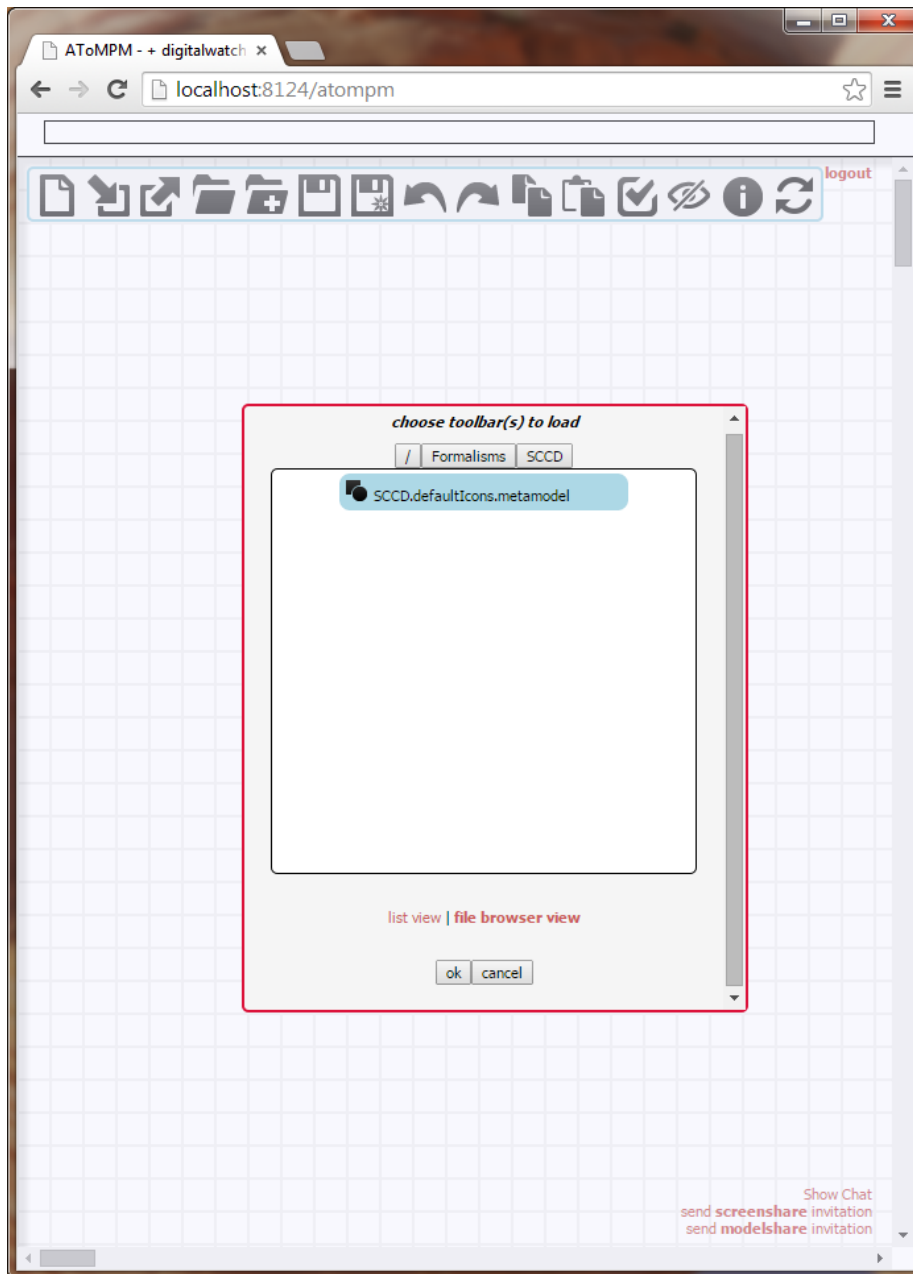 AToMPM - + digitalwatch
localhost:8124/atompm
logout
choose toolbar(s) to load
/ Formalisms SCCD
SCCD.defaultIcons.metamodel
list view | file browser view
ok cancel
Show Chat
send screenshare invitation
send modelshare invitation